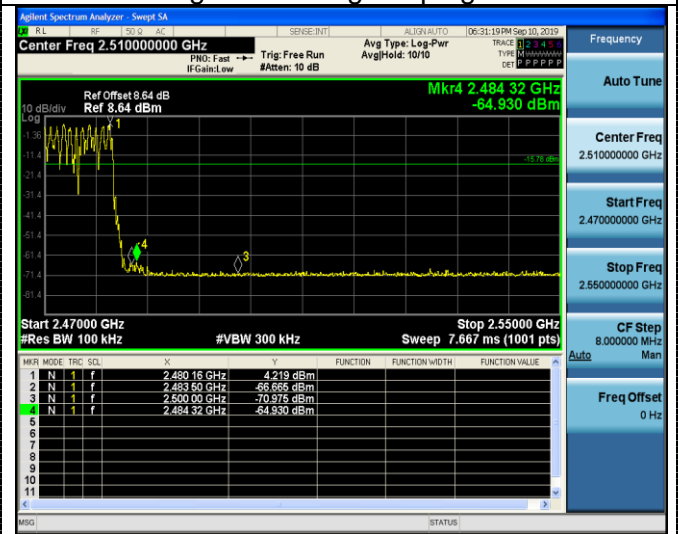 Agilent Spectrum Analyzer - Swept SA
RL RF 50 Ω AC SENSE:INT ALIGN AUTO 06:31:19 PM Sep 10, 2019
Center Freq 2.510000000 GHz
PNO: Fast
IFGain:Low
Trig: Free Run
#Atten: 10 dB
Avg Type: Log-Pwr
Avg|Hold: 10/10
TRACE 1 2 3 4 5 6
TYPE M
DET P P P P P P
Frequency
Auto Tune
Center Freq
2.510000000 GHz
Start Freq
2.470000000 GHz
Stop Freq
2.550000000 GHz
CF Step
8.000000 MHz
Auto Man
Freq Offset
0 Hz
Mkr4 2.484 32 GHz
-64.930 dBm
Ref Offset 8.64 dB
Ref 8.64 dBm
10 dB/div
Log
-1.36
-11.4
-21.4
-31.4
-41.4
-51.4
-61.4
-71.4
-81.4
1
-15.78 dBm
4
3
Start 2.47000 GHz Stop 2.55000 GHz
#Res BW 100 kHz #VBW 300 kHz Sweep 7.667 ms (1001 pts)
MKR MODE TRC SCL X Y FUNCTION FUNCTION WIDTH FUNCTION VALUE
1 N 1 f 2.480 16 GHz 4.219 dBm
2 N 1 f 2.483 50 GHz -66.665 dBm
3 N 1 f 2.500 00 GHz -70.975 dBm
4 N 1 f 2.484 32 GHz -64.930 dBm
5
6
7
8
9
10
11
MSG STATUS